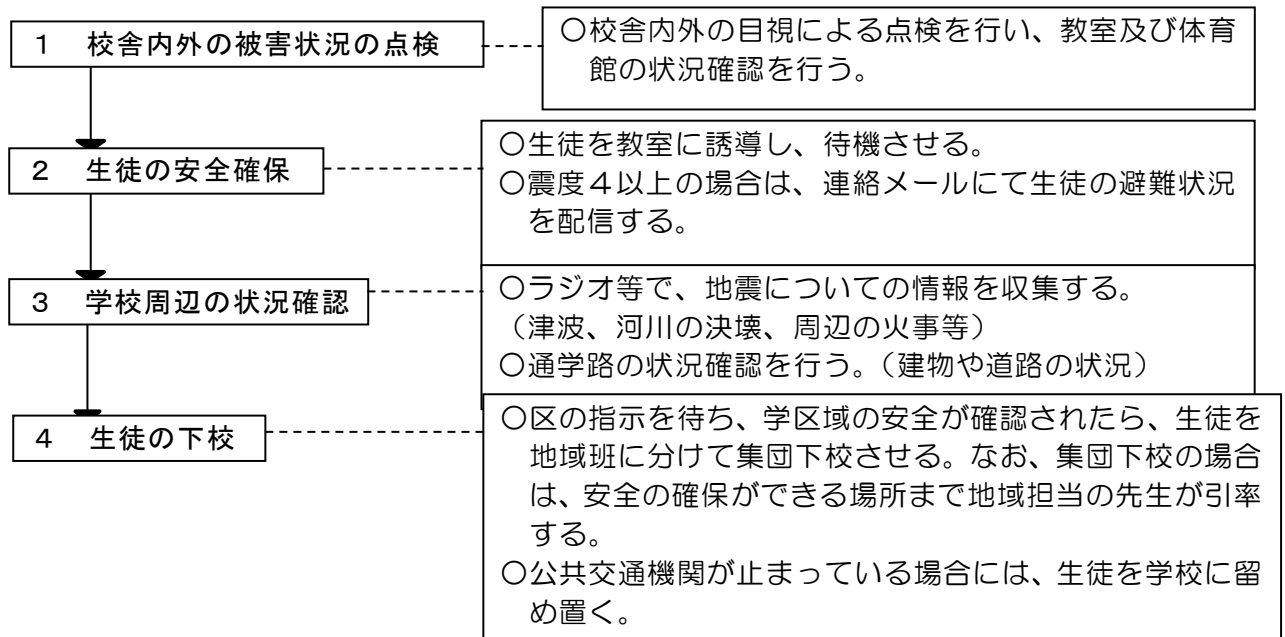 １　校舎内外の被害状況の点検
〇校舎内外の目視による点検を行い、教室及び体育
館の状況確認を行う。
２　生徒の安全確保
〇生徒を教室に誘導し、待機させる。
〇震度４以上の場合は、連絡メールにて生徒の避難状況
を配信する。
３　学校周辺の状況確認
〇ラジオ等で、地震についての情報を収集する。
（津波、河川の決壊、周辺の火事等）
〇通学路の状況確認を行う。（建物や道路の状況）
４　生徒の下校
〇区の指示を待ち、学区域の安全が確認されたら、生徒を
地域班に分けて集団下校させる。なお、集団下校の場合
は、安全の確保ができる場所まで地域担当の先生が引率
する。
〇公共交通機関が止まっている場合には、生徒を学校に留
め置く。